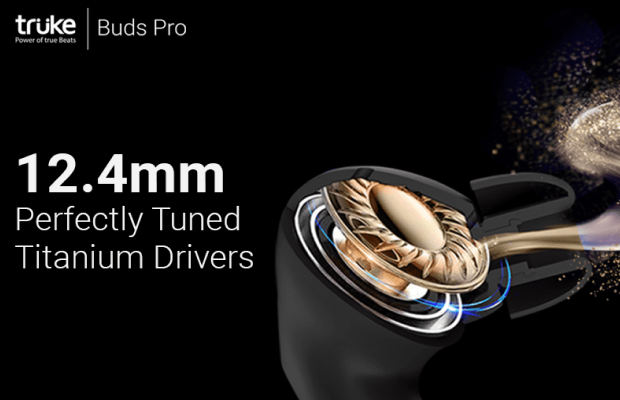 truke
Power of true Beats
Buds Pro
12.4mm
Perfectly Tuned
Titanium Drivers